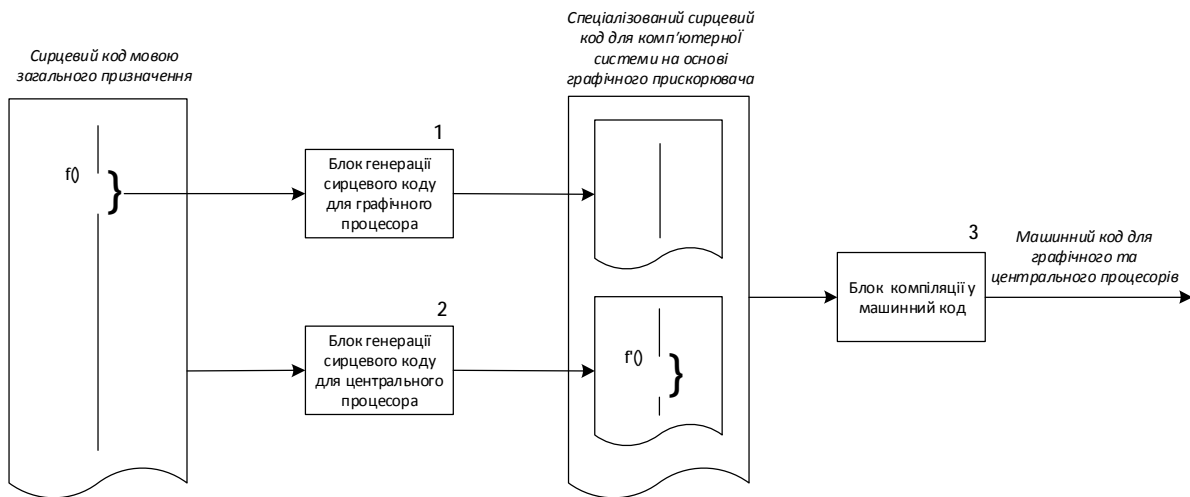 Сирцевий код мовою
загального призначення
f()
1
Блок генерації
сирцевого коду
для графічного
процесора
2
Блок генерації
сирцевого коду
для центрального
процесора
Спеціалізований сирцевий
код для комп’ютерної
системи на основі
графічного прискорювача
f'()
3
Блок компіляції у
машинний код
Машинний код для
графічного та
центрального процесорів